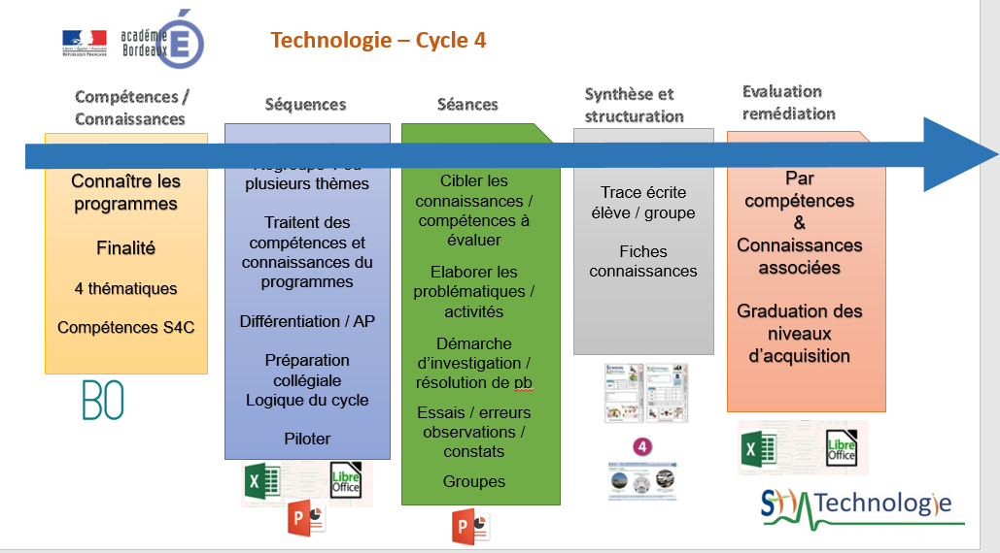 RÉPUBLIQUE FRANÇAISE
académie
Bordeaux
É
Technologie – Cycle 4
Compétences /
Connaissances
Séquences
Séances
Synthèse et
structuration
Evaluation
remédiation
Connaître les
programmes
Finalité
4 thématiques
Compétences S4C
BO
plusieurs thèmes
Traitent des
compétences et
connaissances du
programmes
Différentiation / AP
Préparation
collégiale
Logique du cycle
Piloter
X
Libre
Office
P
Cibler les
connaissances /
compétences à
évaluer
Elaborer les
problématiques /
activités
Démarche
d’investigation /
résolution de pb
Essais / erreurs
observations /
constats
Groupes
P
Trace écrite
élève / groupe
Fiches
connaissances
4
Par
compétences
&
Connaissances
associées
Graduation des
niveaux
d’acquisition
X
Libre
Office
Technologie